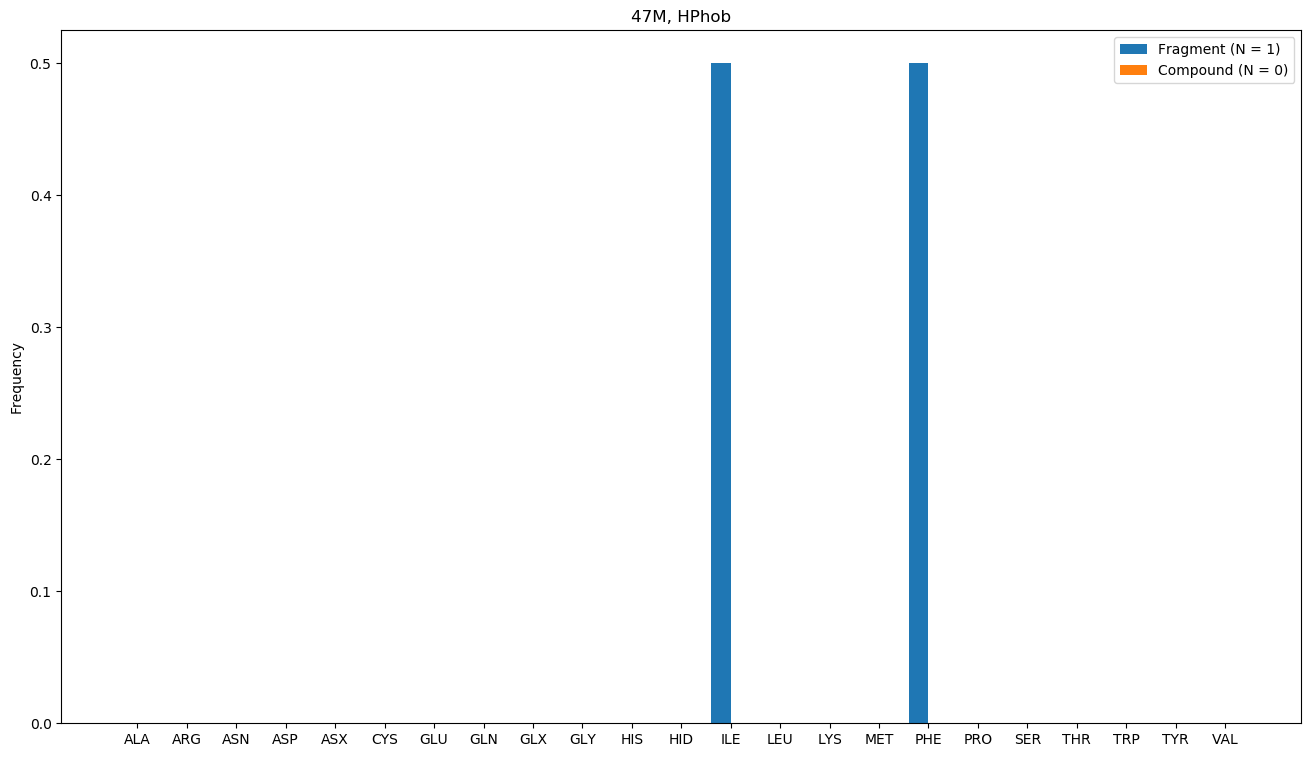 47M, HPhob
Fragment (N = 1)
Compound (N = 0)
Frequency
0.5
0.4
0.3
0.2
0.1
0.0
ALA ARG ASN ASP ASX CYS GLU GLN GLX GLY HIS HID ILE LEU LYS MET PHE PRO SER THR TRP TYR VAL